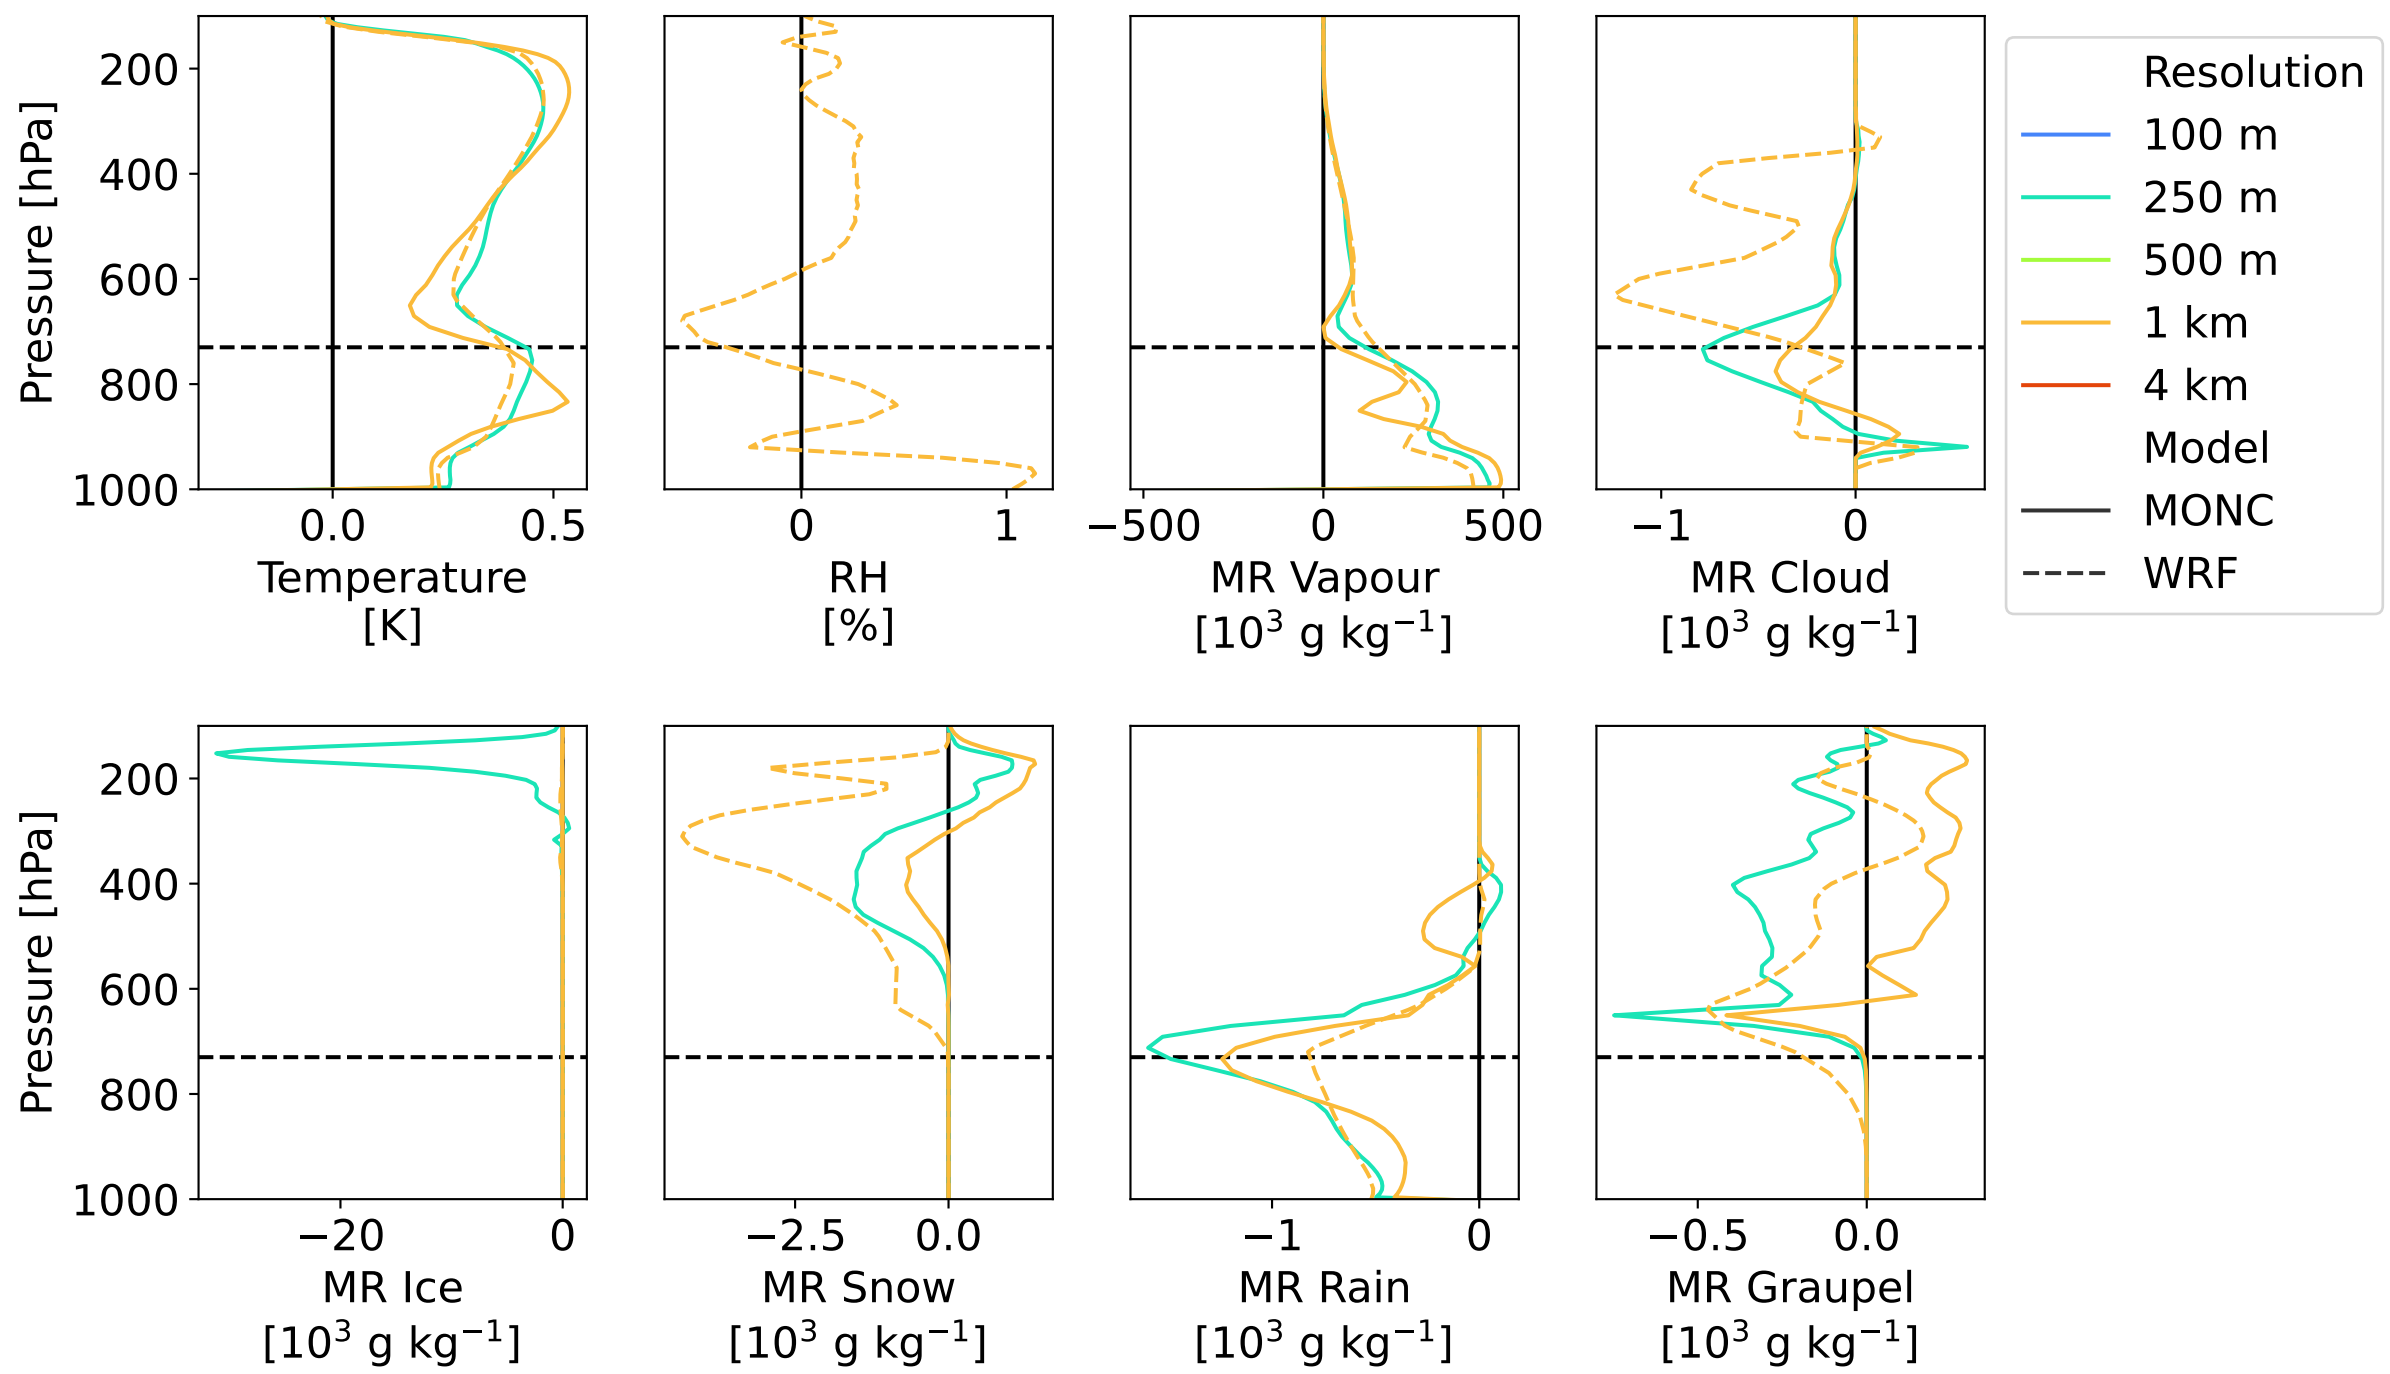 Pressure [hPa]
200
400
600
800
1000
0.0 0.5
Temperature
[K]
0 1
RH
[%]
−500 0 500
MR Vapour
[10³ g kg⁻¹]
−1 0
MR Cloud
[10³ g kg⁻¹]
Resolution
100 m
250 m
500 m
1 km
4 km
Model
MONC
WRF
Pressure [hPa]
200
400
600
800
1000
−20 0
MR Ice
[10³ g kg⁻¹]
−2.5 0.0
MR Snow
[10³ g kg⁻¹]
−1 0
MR Rain
[10³ g kg⁻¹]
−0.5 0.0
MR Graupel
[10³ g kg⁻¹]